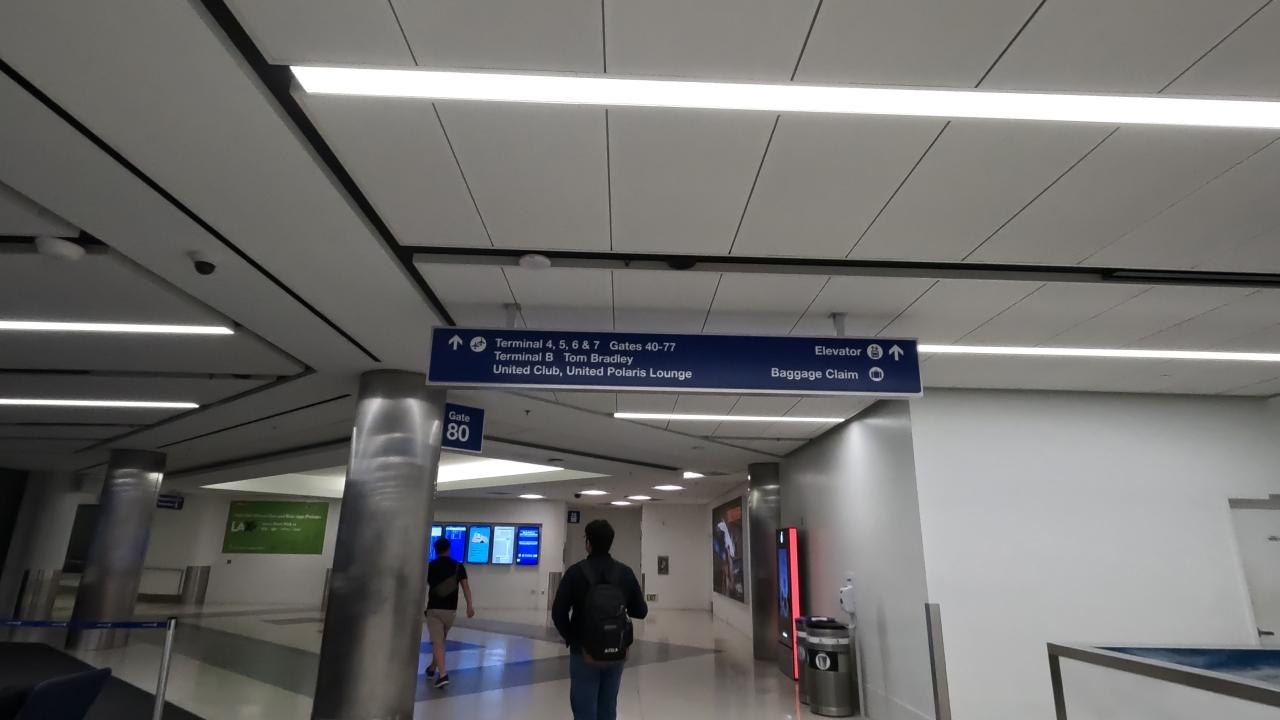 Terminal 4, 5, 6 & 7 Gates 40-77
Terminal B Tom Bradley
United Club, United Polaris Lounge
Elevator
Baggage Claim
Gate
80
LAX